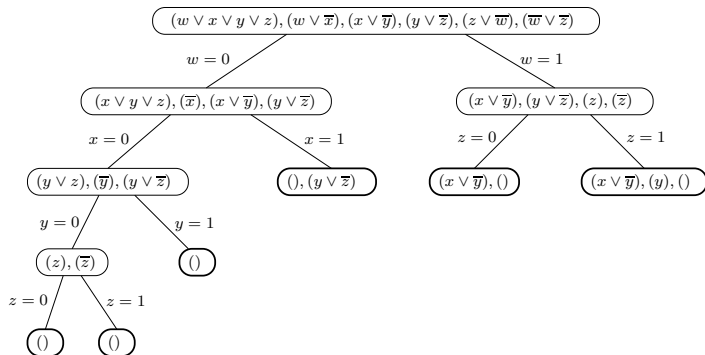 (w ∨ x ∨ y ∨ z), (w ∨ x̅), (x ∨ y̅), (y ∨ z̅), (z ∨ w̅), (w̅ ∨ z̅)
w = 0 w = 1
(x ∨ y ∨ z), (x̅), (x ∨ y̅), (y ∨ z̅) (x ∨ y̅), (y ∨ z̅), (z), (z̅)
x = 0 x = 1 z = 0 z = 1
(y ∨ z), (y̅), (y ∨ z̅) (), (y ∨ z̅) (x ∨ y̅), () (x ∨ y̅), (y), ()
y = 0 y = 1
(z), (z̅) ()
z = 0 z = 1
() ()